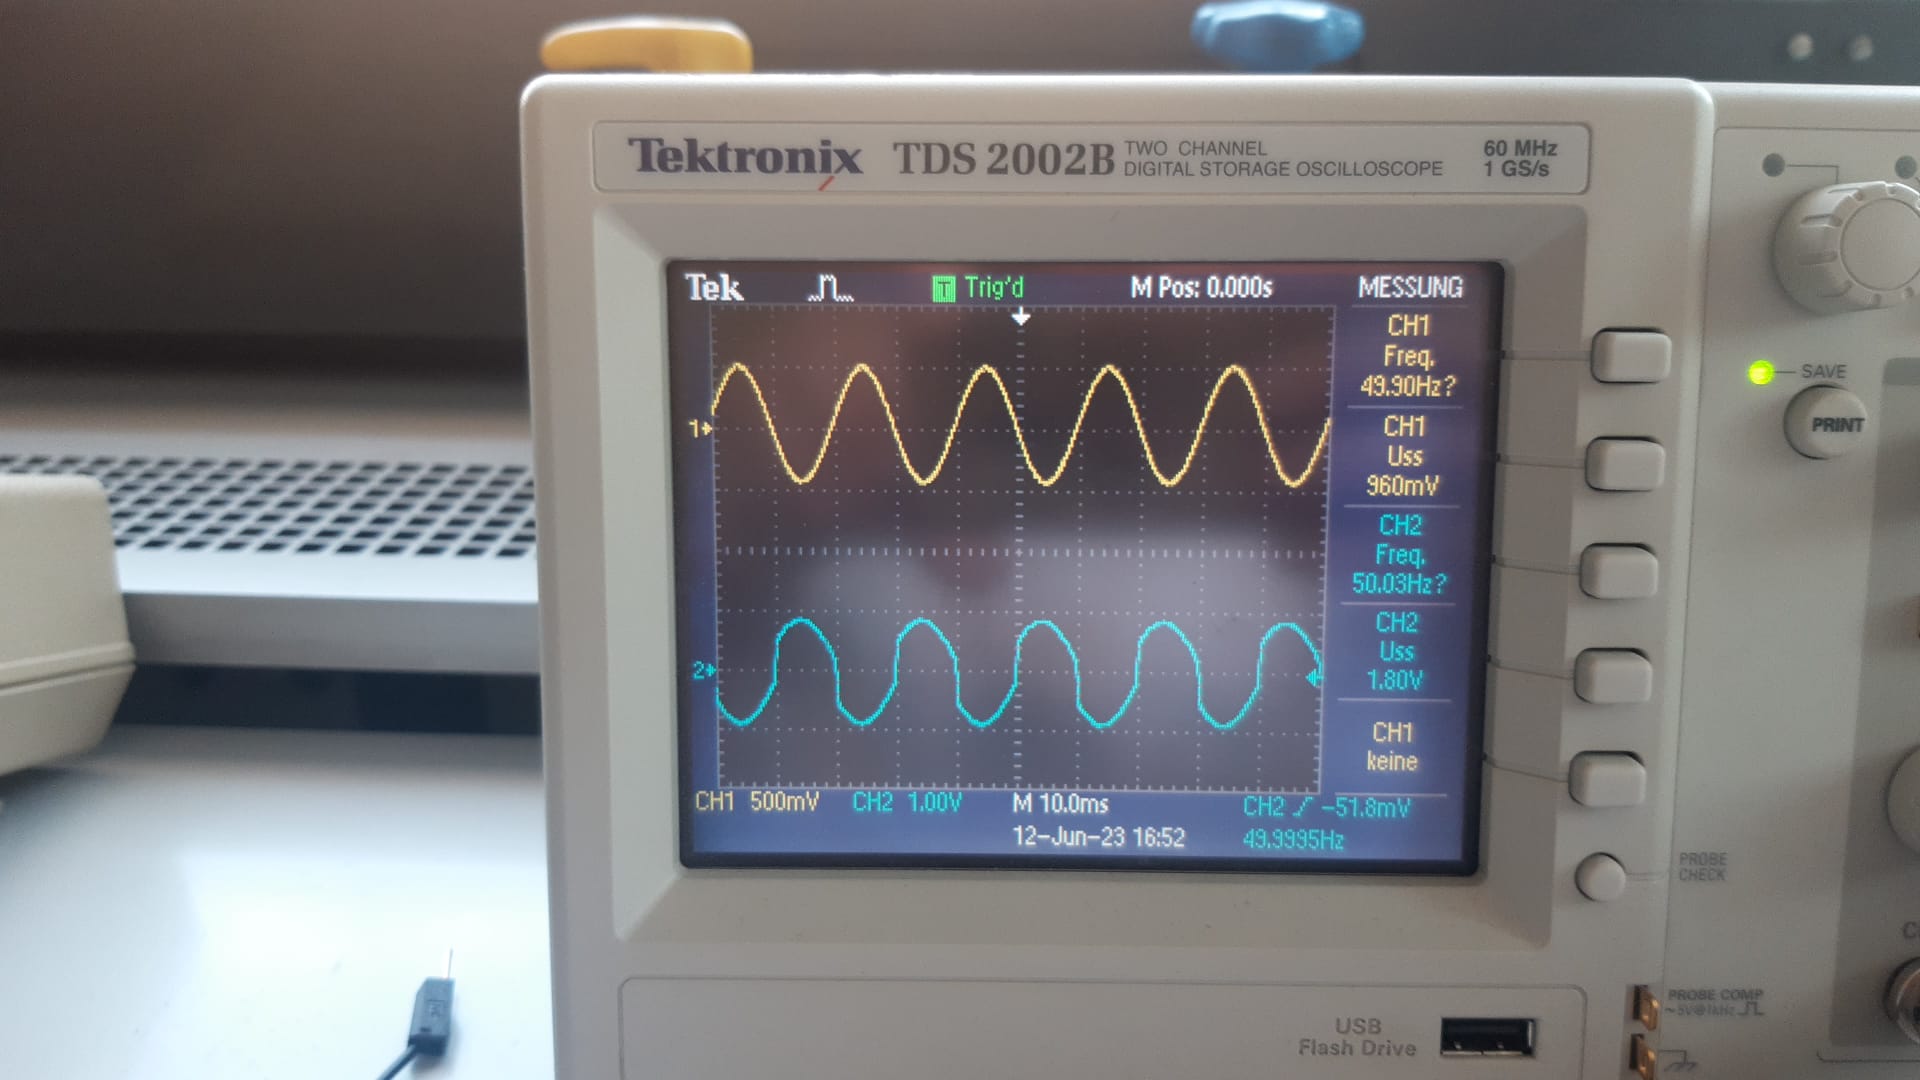 Tektronix TDS 2002B TWO CHANNEL DIGITAL STORAGE OSCILLOSCOPE 60 MHz 1 GS/s
Tek Trig'd M Pos: 0.000s MESSUNG
CH1
Freq.
49.90Hz?
CH1
Uss
960mV
CH2
Freq.
50.03Hz?
CH2
Uss
1.80V
CH1
keine
1
2
CH1 500mV CH2 1.00V M 10.0ms CH2 -51.8mV
12-Jun-23 16:52 49.9995Hz
SAVE
PRINT
PROBE
CHECK
PROBE COMP
~5V@1kHz
USB
Flash Drive